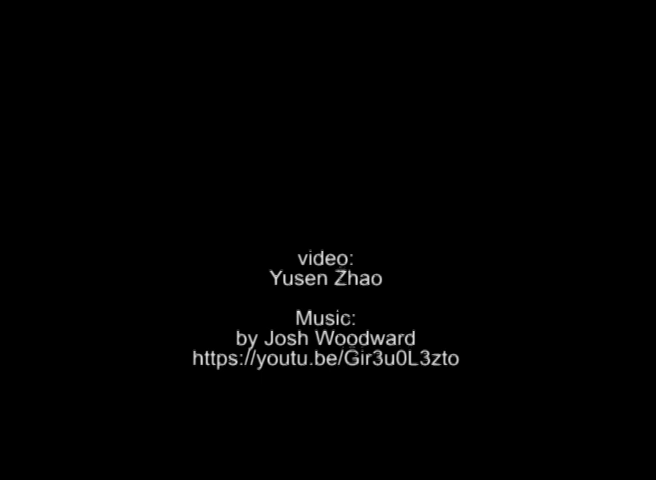 video:
Yusen Zhao
Music:
by Josh Woodward
https://youtu.be/Gir3u0L3zto